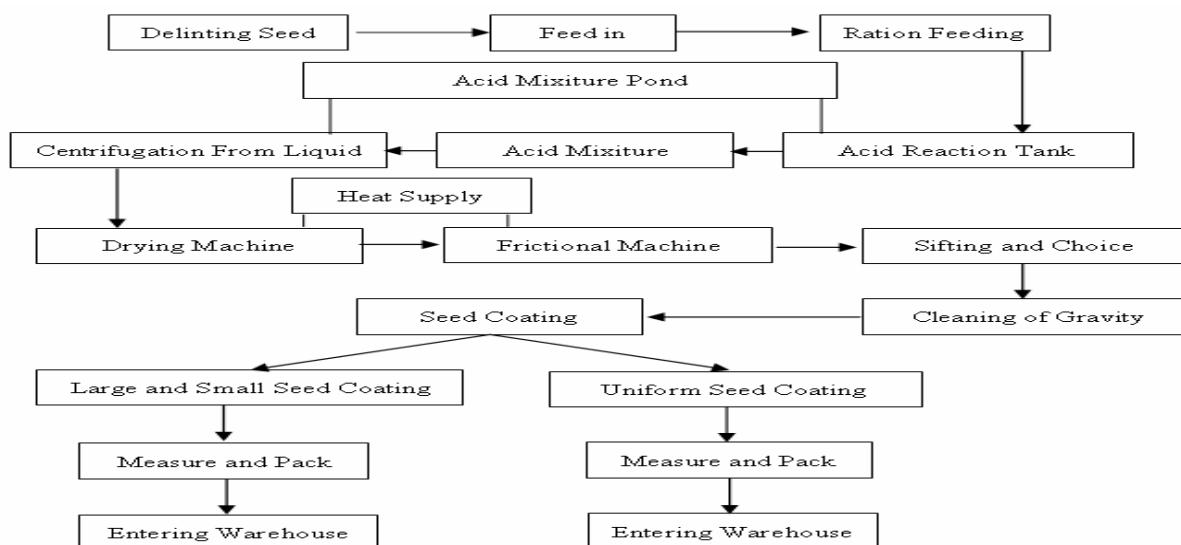 Delinting Seed
Feed in
Ration Feeding
Acid Mixiture Pond
Centrifugation From Liquid
Acid Mixiture
Acid Reaction Tank
Heat Supply
Drying Machine
Frictional Machine
Sifting and Choice
Seed Coating
Cleaning of Gravity
Large and Small Seed Coating
Uniform Seed Coating
Measure and Pack
Measure and Pack
Entering Warehouse
Entering Warehouse